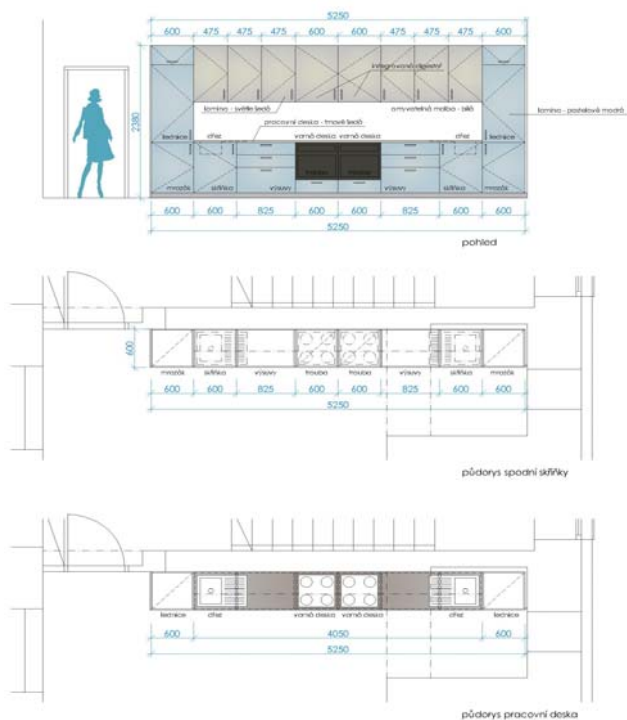 5250
600 475 475 475 600 600 475 475 475 600
2380
integrovaná digestoř
lamino - světle šedá
omyvatelná malba - bílá
lamino - pastelově modrá
pracovní deska - tmavě šedá
lednice dřez varná deska varná deska dřez lednice
trouba trouba
mrazák skříňka výsuvy výsuvy skříňka mrazák
600 600 825 600 600 825 600 600
5250
pohled
600
mrazák skříňka výsuvy trouba trouba výsuvy skříňka mrazák
600 600 825 600 600 825 600 600
5250
půdorys spodní skříňky
lednice dřez varná deska varná deska dřez lednice
600 4050 600
5250
půdorys pracovní deska